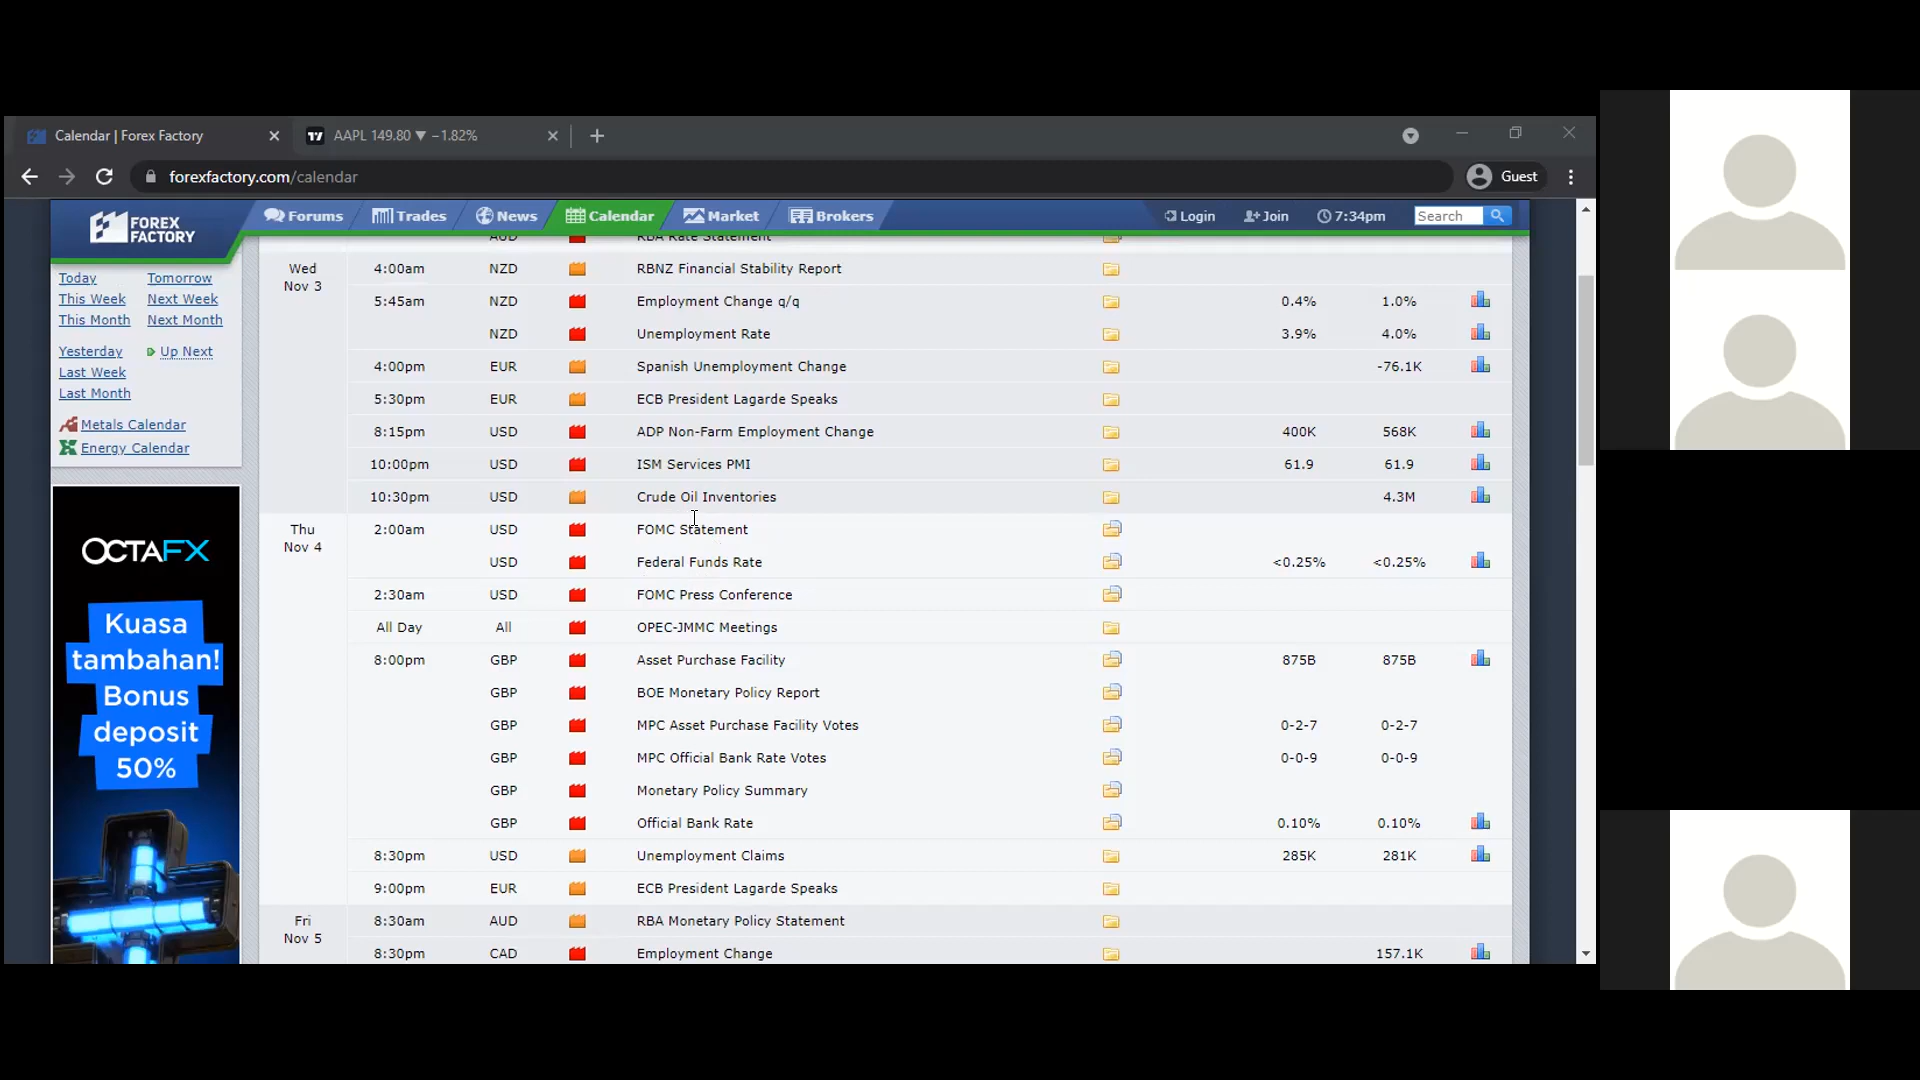 Calendar | Forex Factory
AAPL 149.80 ▼ −1.82%
forexfactory.com/calendar
Guest
FOREX
FACTORY
Forums
Trades
News
Calendar
Market
Brokers
Login
Join
7:34pm
Search
Today Tomorrow
This Week Next Week
This Month Next Month
Yesterday Up Next
Last Week
Last Month
Metals Calendar
Energy Calendar
OCTAFX
Kuasa
tambahan!
Bonus
deposit
50%
AUD RBA Rate Statement
Wed
Nov 3
4:00am NZD RBNZ Financial Stability Report
5:45am NZD Employment Change q/q 0.4% 1.0%
NZD Unemployment Rate 3.9% 4.0%
4:00pm EUR Spanish Unemployment Change -76.1K
5:30pm EUR ECB President Lagarde Speaks
8:15pm USD ADP Non-Farm Employment Change 400K 568K
10:00pm USD ISM Services PMI 61.9 61.9
10:30pm USD Crude Oil Inventories 4.3M
Thu
Nov 4
2:00am USD FOMC Statement
USD Federal Funds Rate <0.25% <0.25%
2:30am USD FOMC Press Conference
All Day All OPEC-JMMC Meetings
8:00pm GBP Asset Purchase Facility 875B 875B
GBP BOE Monetary Policy Report
GBP MPC Asset Purchase Facility Votes 0-2-7 0-2-7
GBP MPC Official Bank Rate Votes 0-0-9 0-0-9
GBP Monetary Policy Summary
GBP Official Bank Rate 0.10% 0.10%
8:30pm USD Unemployment Claims 285K 281K
9:00pm EUR ECB President Lagarde Speaks
Fri
Nov 5
8:30am AUD RBA Monetary Policy Statement
8:30pm CAD Employment Change 157.1K